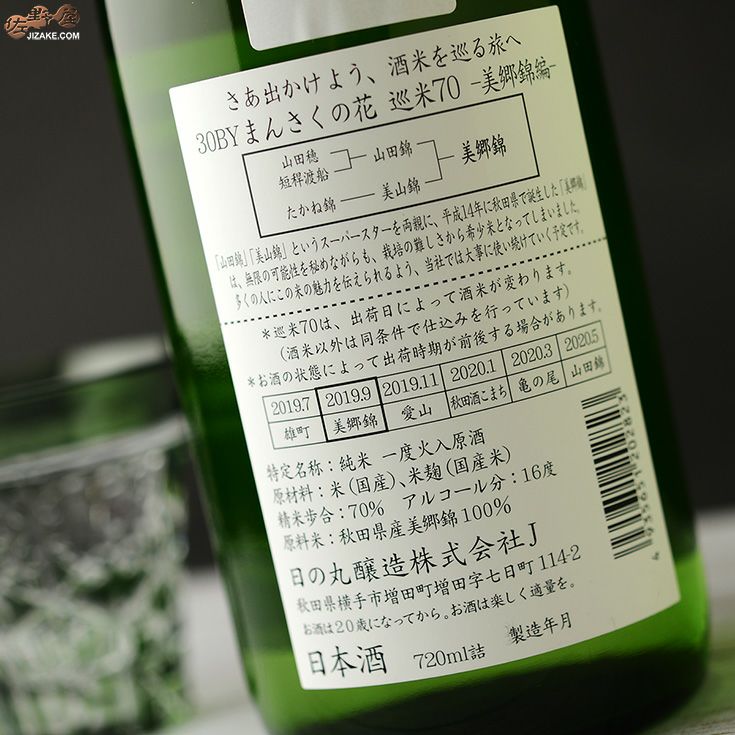 佐野屋
JIZAKE.COM
さあ出かけよう、酒米を巡る旅へ
30BYまんさくの花 巡米70 -美郷錦編-
山田穂
短稈渡船
山田錦
美郷錦
たかね錦
美山錦
「山田錦」「美山錦」というスーパースターを両親に、平成14年に秋田県で誕生した「美郷錦」
は、無限の可能性を秘めながらも、栽培の難しさから希少米となってしまいました。
多くの人にこの米の魅力を伝えられるよう、当社では大事に使い続けていく予定です。
*巡米70は、出荷日によって酒米が変わります。
(酒米以外は同条件で仕込みを行っています)
*お酒の状態によって出荷時期が前後する場合があります。
2019.7 2019.9 2019.11 2020.1 2020.3 2020.5
雄町 美郷錦 愛山 秋田酒こまち 亀の尾 山田錦
特定名称:純米 一度火入原酒
原材料:米(国産)、米麹(国産米)
精米歩合:70% アルコール分:16度
原料米:秋田県産美郷錦100%
日の丸醸造株式会社J
秋田県横手市増田町増田字七日町114-2
お酒は20歳になってから。お酒は楽しく適量を。
日本酒 720ml詰 製造年月
4935651202823